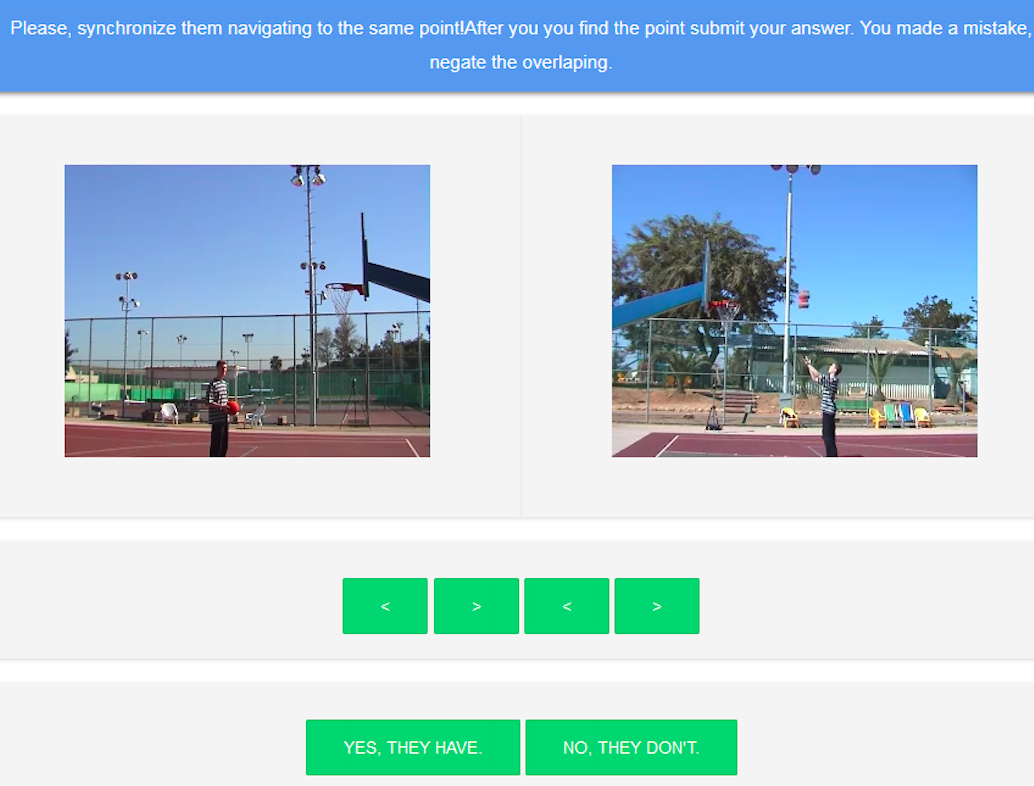 Please, synchronize them navigating to the same point!After you you find the point submit your answer. You made a mistake,
negate the overlaping.
< > < >
YES, THEY HAVE. NO, THEY DON'T.